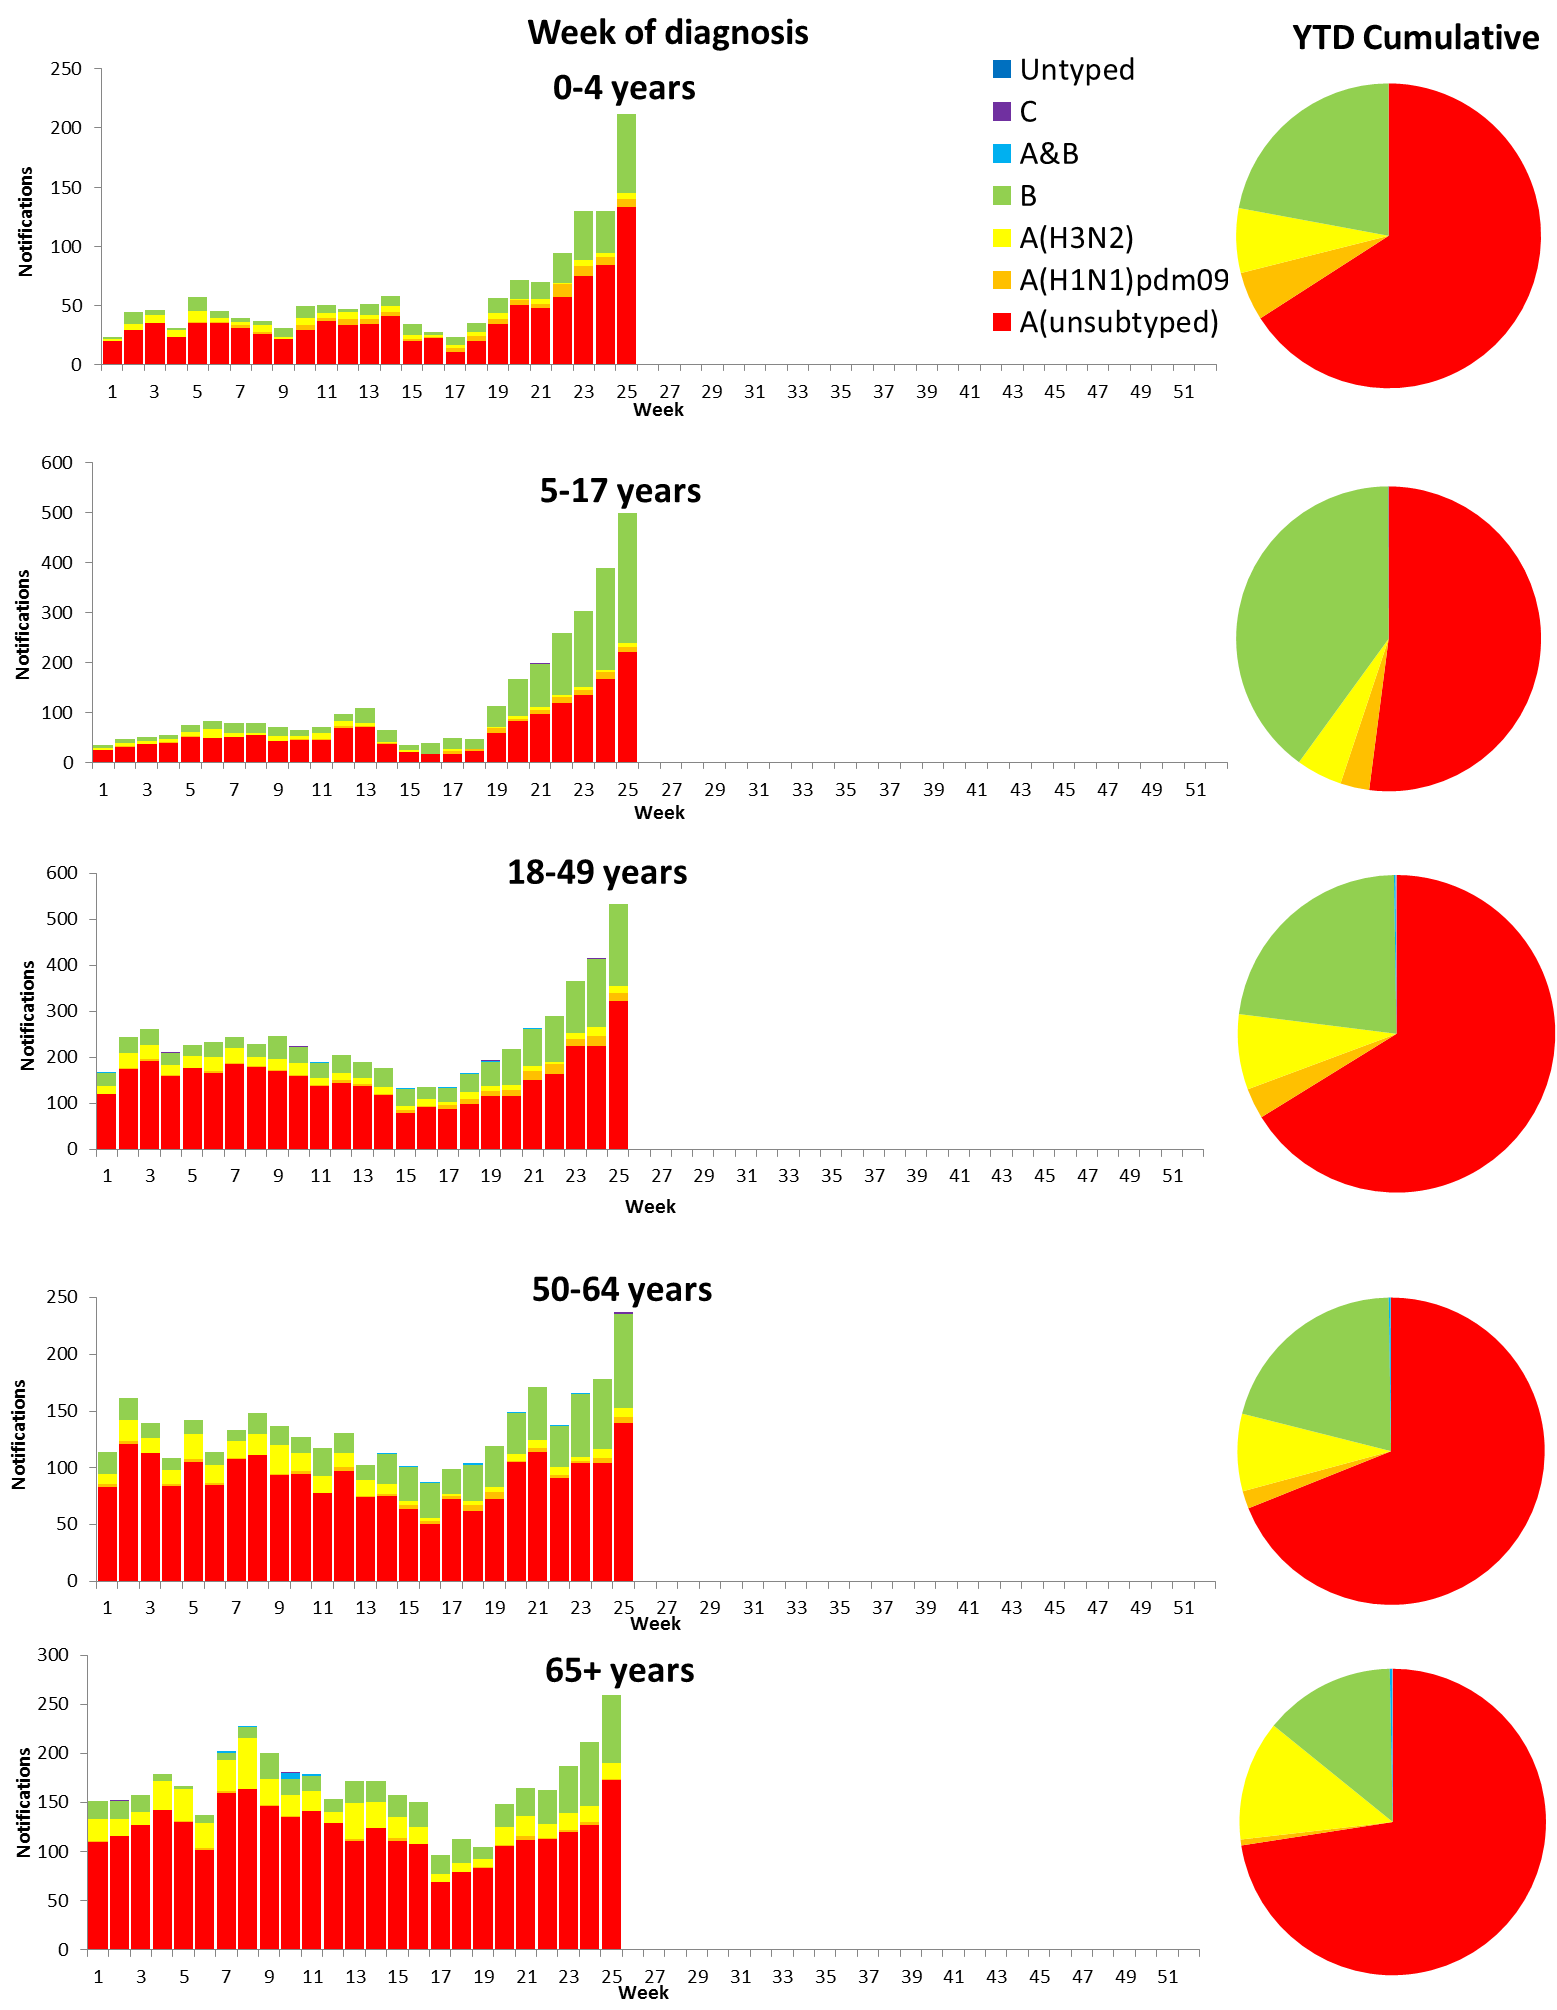 Week of diagnosis
YTD Cumulative
0-4 years
Untyped
C
A&B
B
A(H3N2)
A(H1N1)pdm09
A(unsubtyped)
Notifications
250
200
150
100
50
0
1 3 5 7 9 11 13 15 17 19 21 23 25 27 29 31 33 35 37 39 41 43 45 47 49 51
Week
5-17 years
Notifications
600
500
400
300
200
100
0
1 3 5 7 9 11 13 15 17 19 21 23 25 27 29 31 33 35 37 39 41 43 45 47 49 51
Week
18-49 years
Notifications
600
500
400
300
200
100
0
1 3 5 7 9 11 13 15 17 19 21 23 25 27 29 31 33 35 37 39 41 43 45 47 49 51
Week
50-64 years
Notifications
250
200
150
100
50
0
1 3 5 7 9 11 13 15 17 19 21 23 25 27 29 31 33 35 37 39 41 43 45 47 49 51
Week
65+ years
Notifications
300
250
200
150
100
50
0
1 3 5 7 9 11 13 15 17 19 21 23 25 27 29 31 33 35 37 39 41 43 45 47 49 51
Week